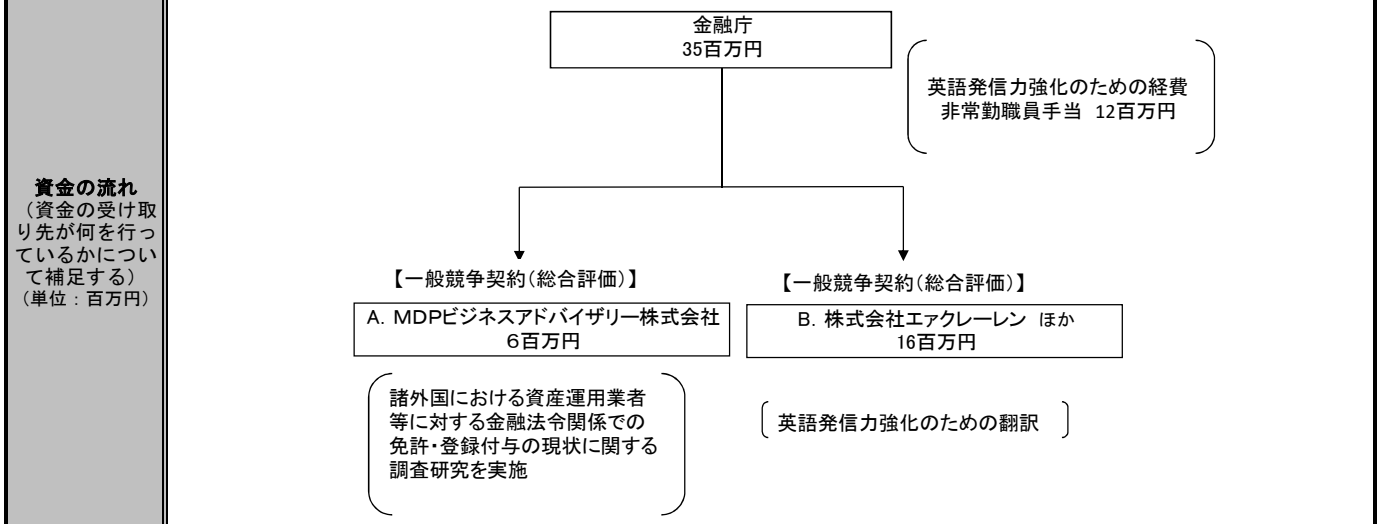 資金の流れ
（資金の受け取
り先が何を行っ
ているかについ
て補足する）
（単位：百万円）
金融庁
35百万円
英語発信力強化のための経費
非常勤職員手当 12百万円
【一般競争契約（総合評価）】
A．MDPビジネスアドバイザリー株式会社
６百万円
諸外国における資産運用業者
等に対する金融法令関係での
免許・登録付与の現状に関する
調査研究を実施
【一般競争契約（総合評価）】
B．株式会社エァクレーレン ほか
16百万円
英語発信力強化のための翻訳